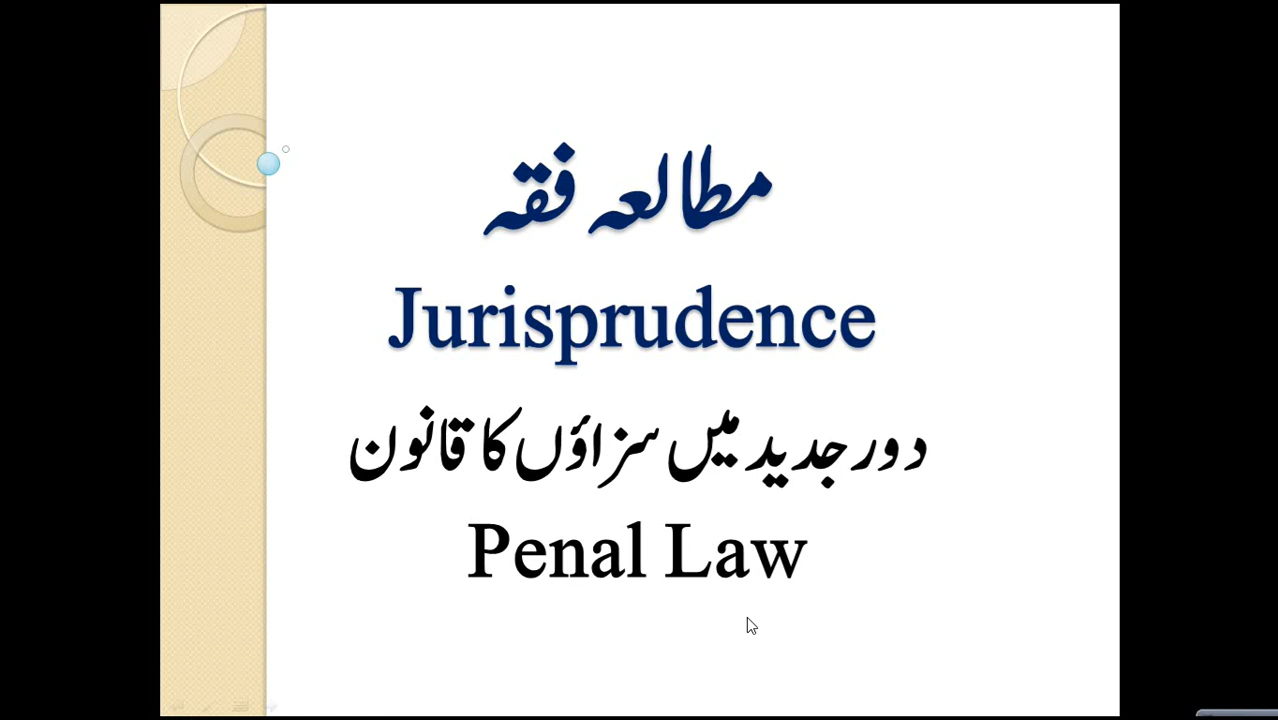 مطالعہ فقہ
Jurisprudence
دور جدید میں سزاؤں کا قانون
Penal Law